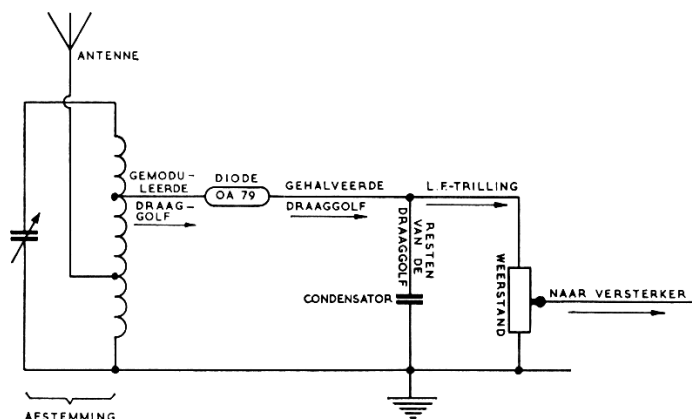 ANTENNE
GEMODU-
LEERDE
DRAAG-
GOLF
DIODE
OA 79
GEHALVEERDE
DRAAGGOLF
L.F.-TRILLING
RESTEN
VAN DE
DRAAGGOLF
CONDENSATOR
WEERSTAND
NAAR VERSTERKER
AFSTEMMING